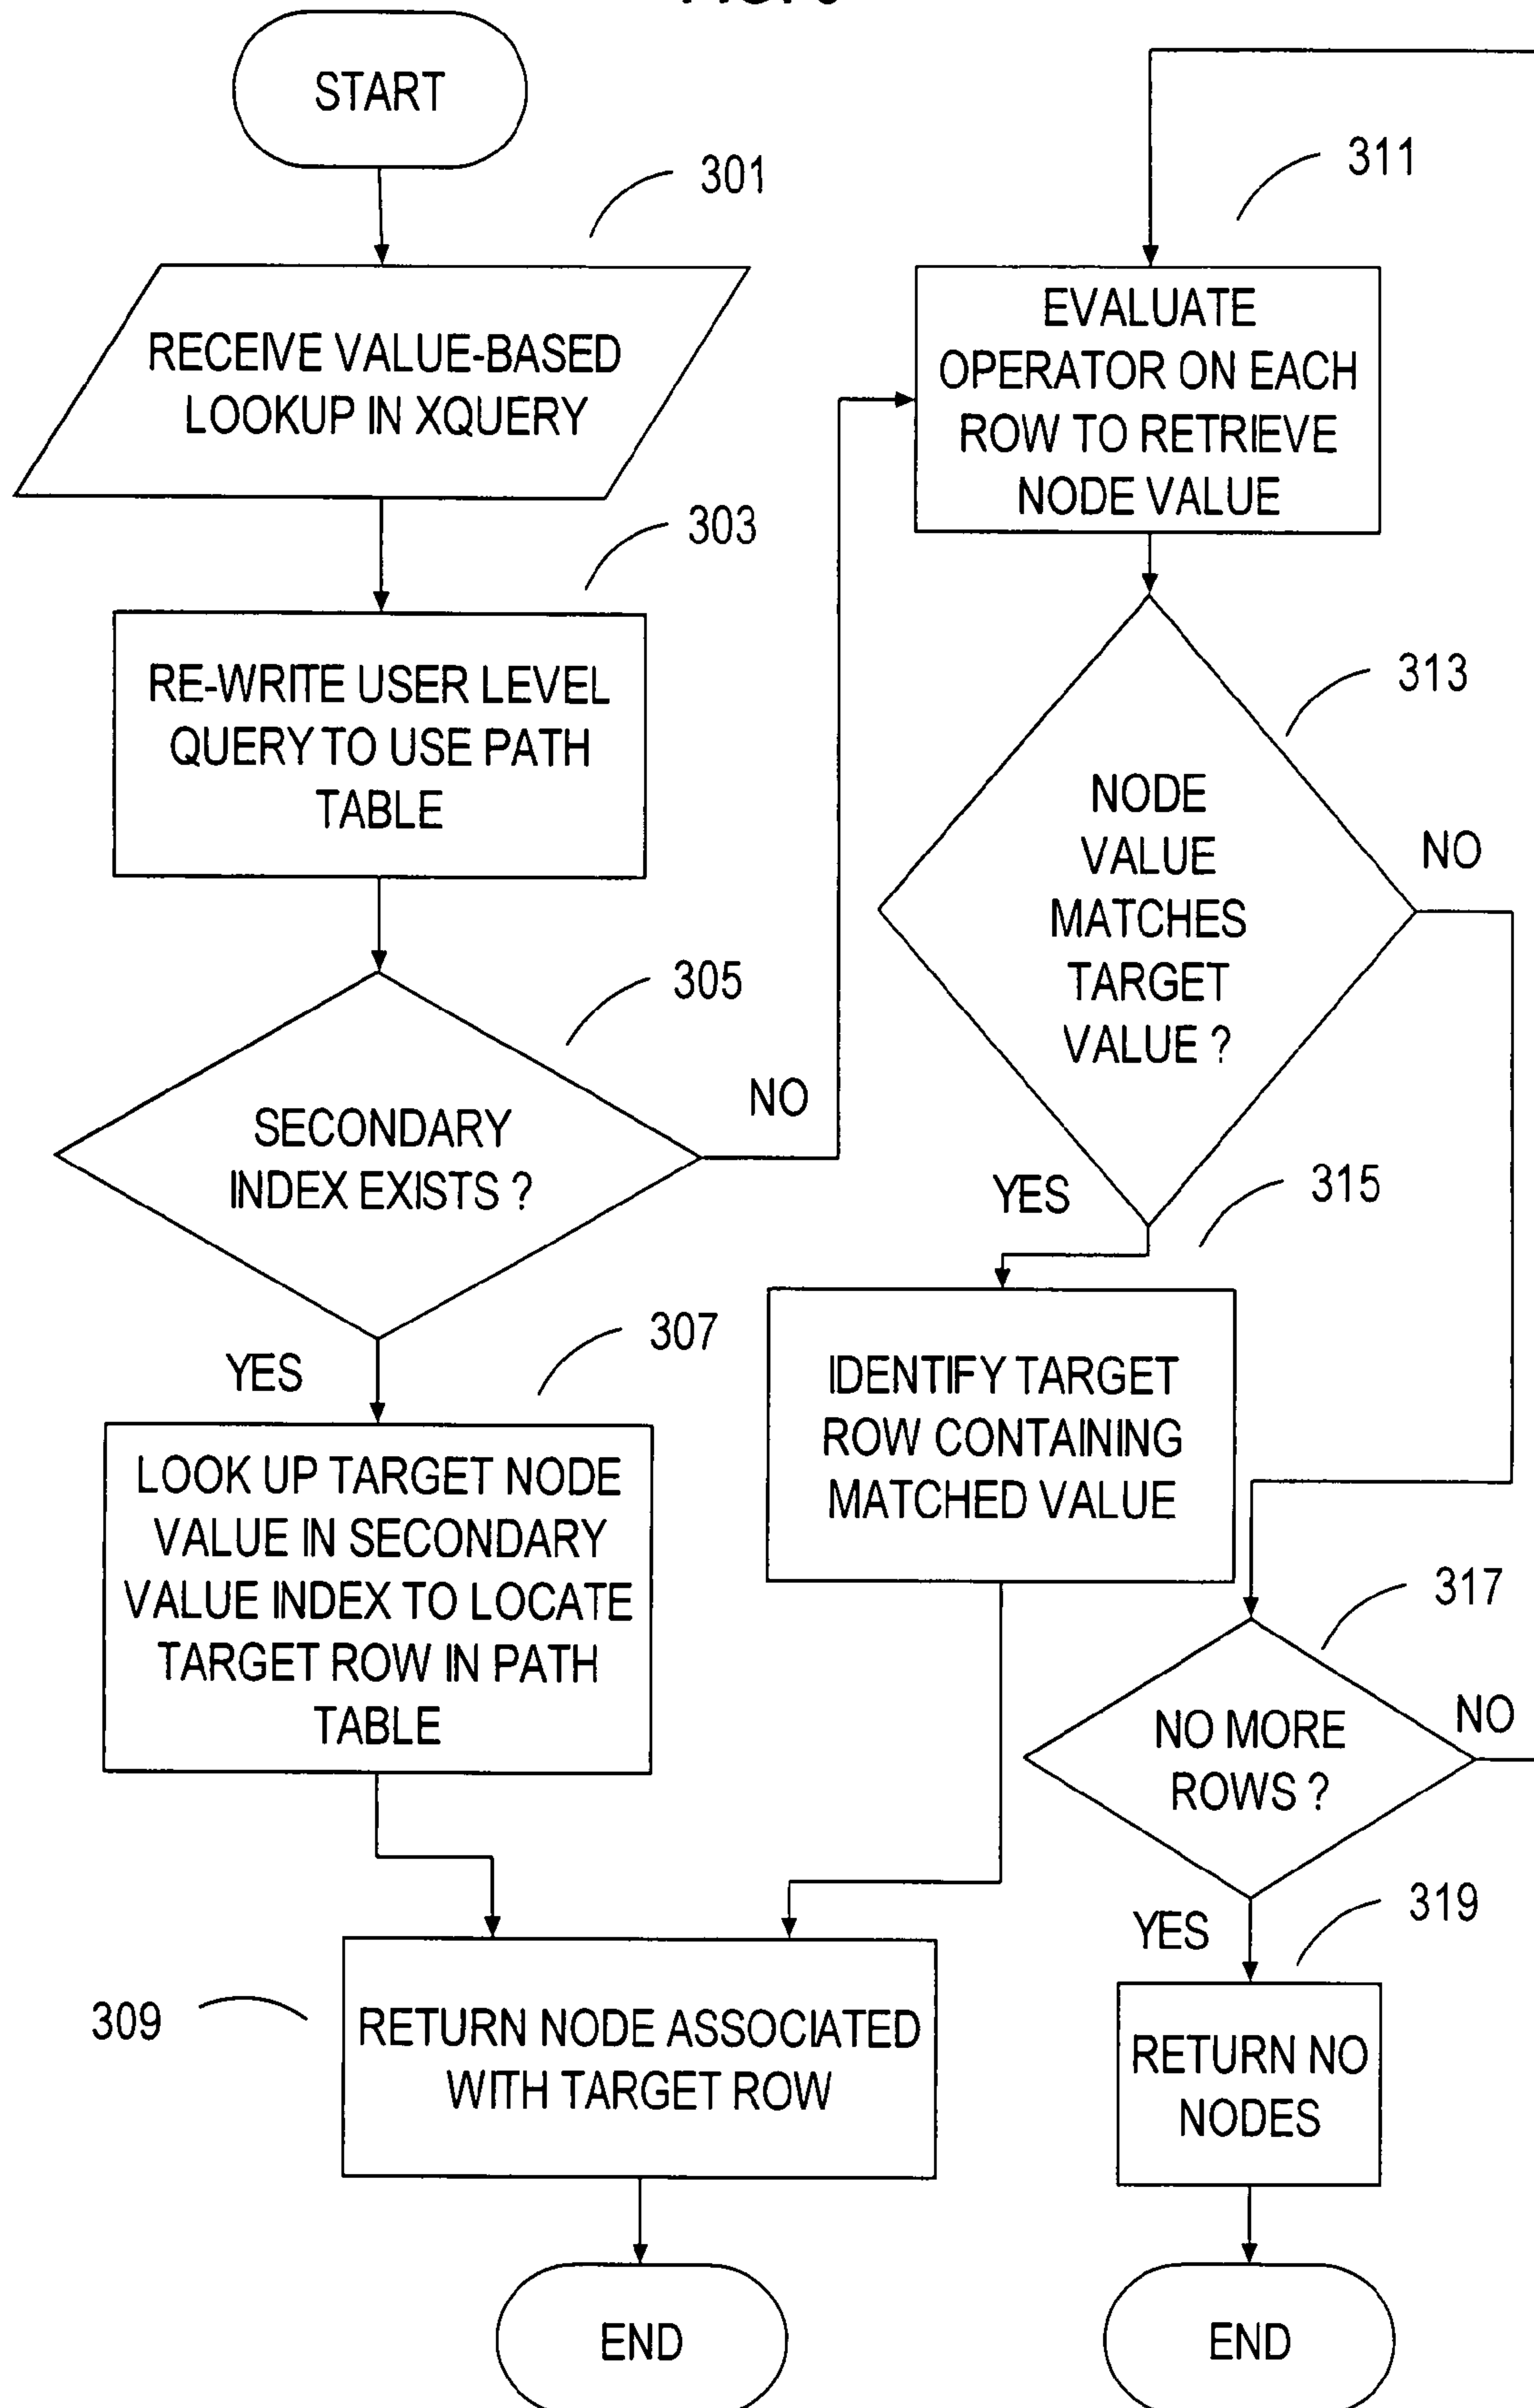 START
301
RECEIVE VALUE-BASED
LOOKUP IN XQUERY
303
RE-WRITE USER LEVEL
QUERY TO USE PATH
TABLE
305
SECONDARY
INDEX EXISTS ?
NO
YES
307
LOOK UP TARGET NODE
VALUE IN SECONDARY
VALUE INDEX TO LOCATE
TARGET ROW IN PATH
TABLE
309
RETURN NODE ASSOCIATED
WITH TARGET ROW
END
311
EVALUATE
OPERATOR ON EACH
ROW TO RETRIEVE
NODE VALUE
313
NODE
VALUE
MATCHES
TARGET
VALUE ?
NO
YES
315
IDENTIFY TARGET
ROW CONTAINING
MATCHED VALUE
317
NO MORE
ROWS ?
NO
YES
319
RETURN NO
NODES
END